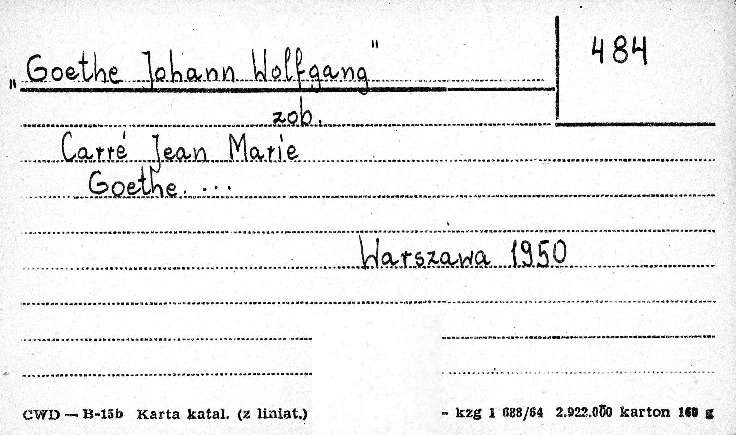 „Goethe Johann Wolfgang"
484
zob.
Carré Jean Marie
Goethe. ...
Warszawa 1950
CWD — B-15b Karta katal. (z liniat.) - kzg 1 688/64 2.922.000 karton 160 g